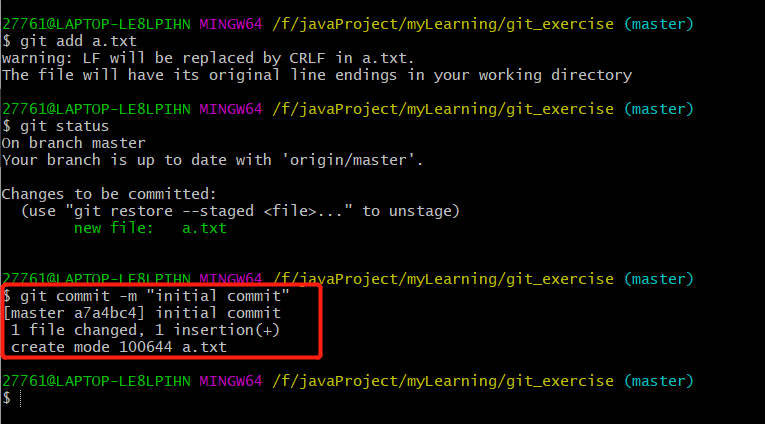 27761@LAPTOP-LE8LPIHN MINGW64 /f/javaProject/myLearning/git_exercise (master)
$ git add a.txt
warning: LF will be replaced by CRLF in a.txt.
The file will have its original line endings in your working directory
27761@LAPTOP-LE8LPIHN MINGW64 /f/javaProject/myLearning/git_exercise (master)
$ git status
On branch master
Your branch is up to date with 'origin/master'.
Changes to be committed:
  (use "git restore --staged <file>..." to unstage)
        new file:   a.txt
27761@LAPTOP-LE8LPIHN MINGW64 /f/javaProject/myLearning/git_exercise (master)
$ git commit -m "initial commit"
[master a7a4bc4] initial commit
 1 file changed, 1 insertion(+)
 create mode 100644 a.txt
27761@LAPTOP-LE8LPIHN MINGW64 /f/javaProject/myLearning/git_exercise (master)
$